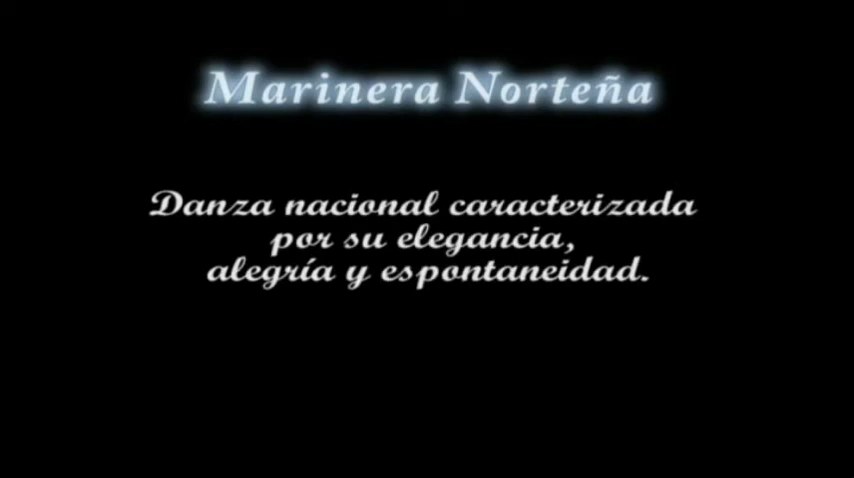 Marinera Norteña
Danza nacional caracterizada
por su elegancia,
alegría y espontaneidad.